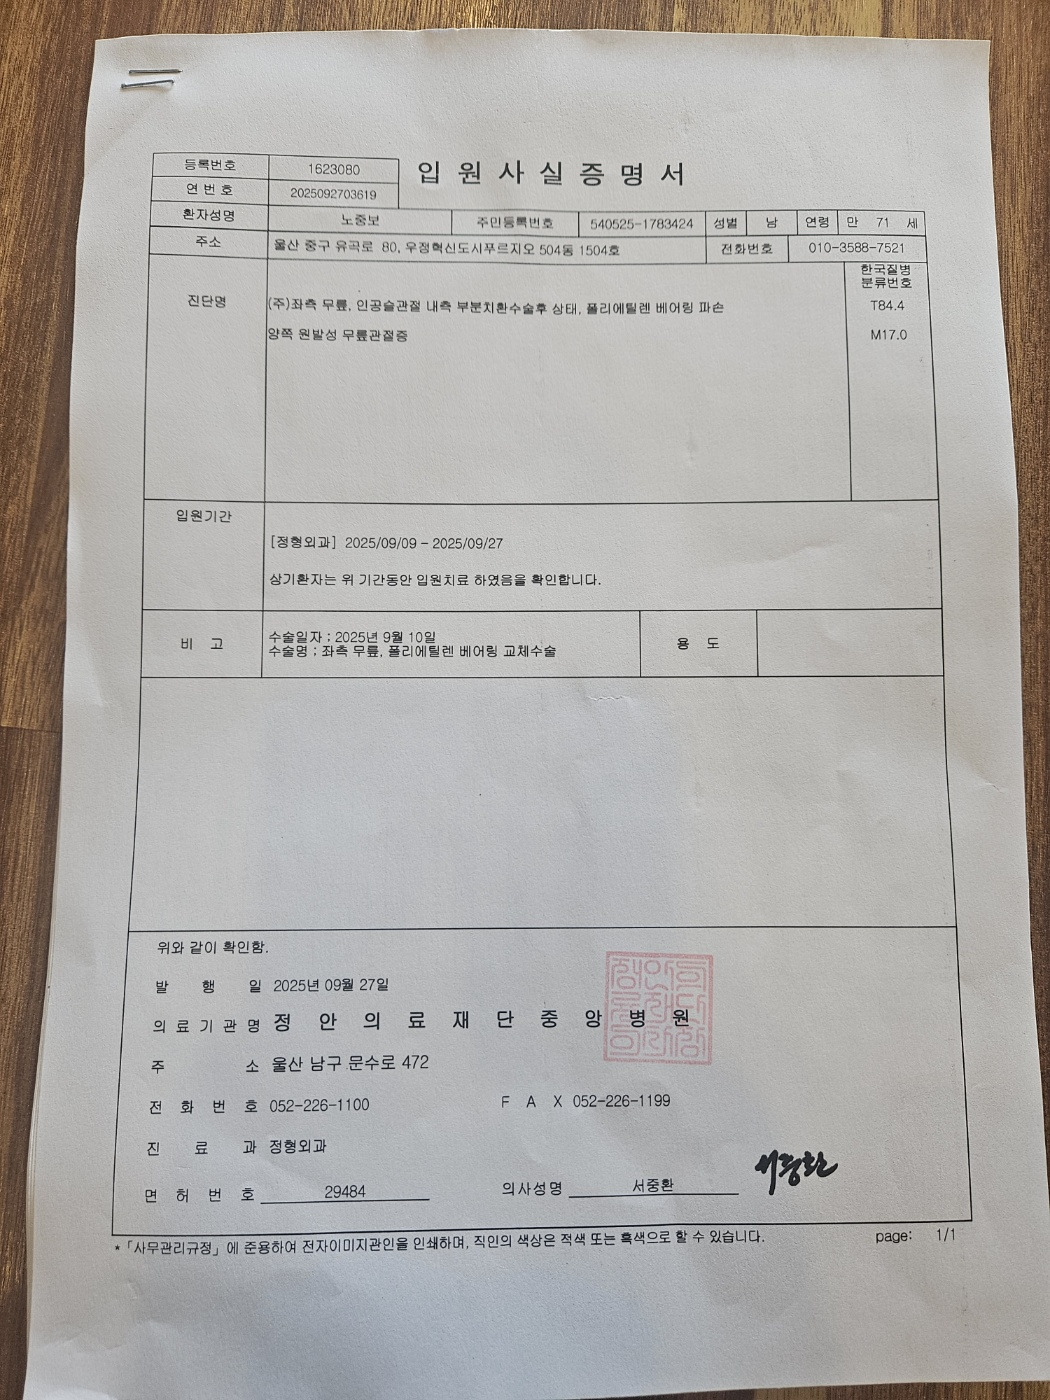 등록번호 1623080
입원사실증명서
연번호 2025092703619
환자성명 노중보 주민등록번호 540525-1783424 성별 남 연령 만 71 세
주소 울산 중구 유곡로 80, 우정혁신도시푸르지오 504동 1504호 전화번호 010-3588-7521
한국질병
분류번호
진단명 (주)좌측 무릎, 인공슬관절 내측 부분치환수술후 상태, 폴리에틸렌 베어링 파손 T84.4
양쪽 원발성 무릎관절증 M17.0
입원기간
[정형외과] 2025/09/09 - 2025/09/27
상기환자는 위 기간동안 입원치료 하였음을 확인합니다.
비고 수술일자 : 2025년 9월 10일
수술명 : 좌측 무릎, 폴리에틸렌 베어링 교체수술
용도
위와 같이 확인함.
발행일 2025년 09월 27일
의료기관명 정안의료재단중앙병원
주소 울산 남구 문수로 472
전화번호 052-226-1100 FAX 052-226-1199
진료과 정형외과
면허번호 29484 의사성명 서중환
*「사무관리규정」에 준용하여 전자이미지관인을 인쇄하며, 직인의 색상은 적색 또는 흑색으로 할 수 있습니다. page: 1/1